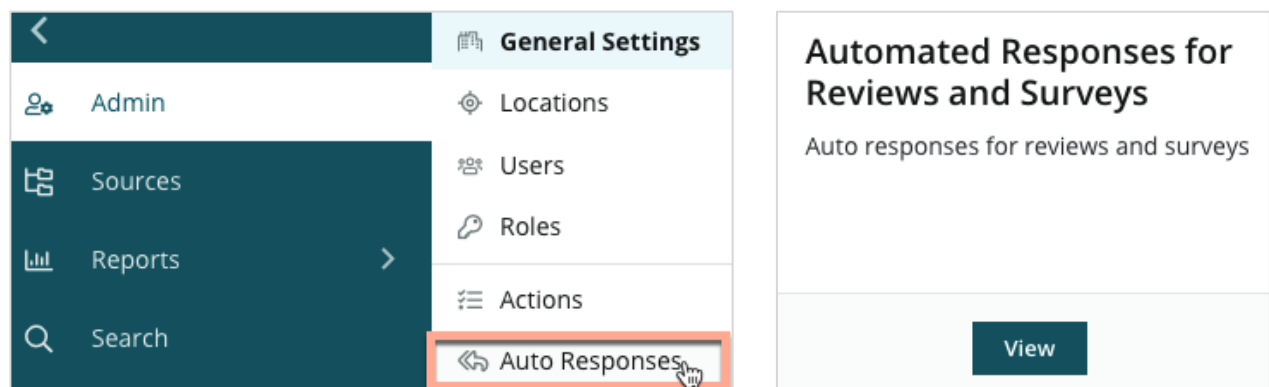 Admin
Sources
Reports
Search
General Settings
Locations
Users
Roles
Actions
Auto Responses
Automated Responses for
Reviews and Surveys
Auto responses for reviews and surveys
View